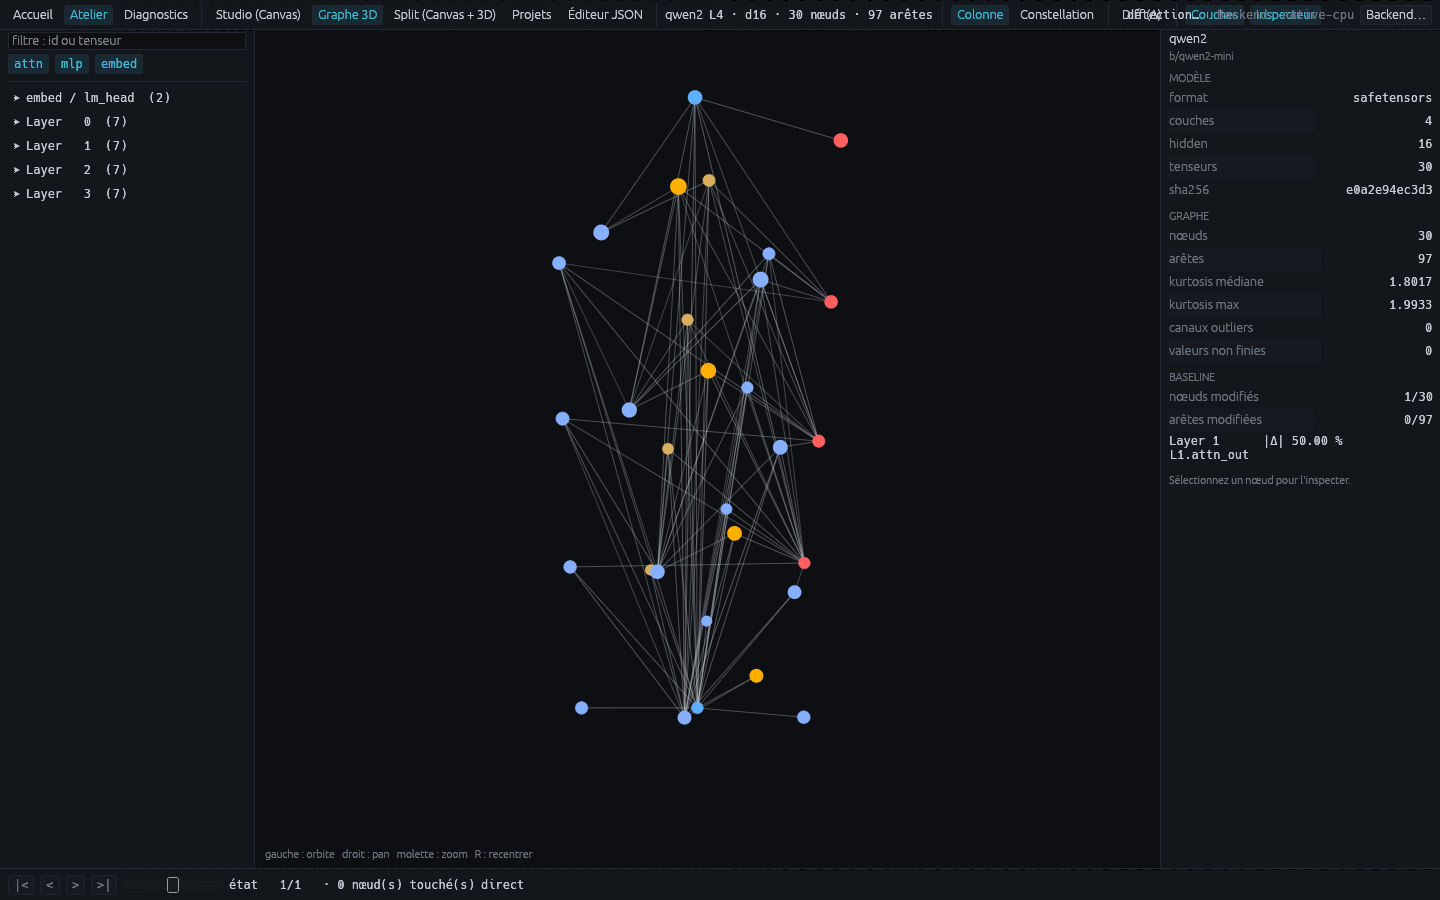 Accueil Atelier Diagnostics Studio (Canvas) Graphe 3D Split (Canvas + 3D) Projets Éditeur JSON qwen2 L4 · d16 · 30 nœuds · 97 arêtes Colonne Constellation Couches Inspecteur Backend...
filtre : id ou tenseur
attn mlp embed
embed / lm_head (2)
Layer 0 (7)
Layer 1 (7)
Layer 2 (7)
Layer 3 (7)
gauche : orbite droit : pan molette : zoom R : recentrer
qwen2
b/qwen2-mini
MODÈLE
format safetensors
couches 4
hidden 16
tenseurs 30
sha256 e0a2e94ec3d3
GRAPHE
nœuds 30
arêtes 97
kurtosis médiane 1.8017
kurtosis max 1.9933
canaux outliers 0
valeurs non finies 0
BASELINE
nœuds modifiés 1/30
arêtes modifiées 0/97
Layer 1 |Δ| 50.00 %
L1.attn_out
Sélectionnez un nœud pour l'inspecter.
|< < > >| état 1/1 · 0 nœud(s) touché(s) direct